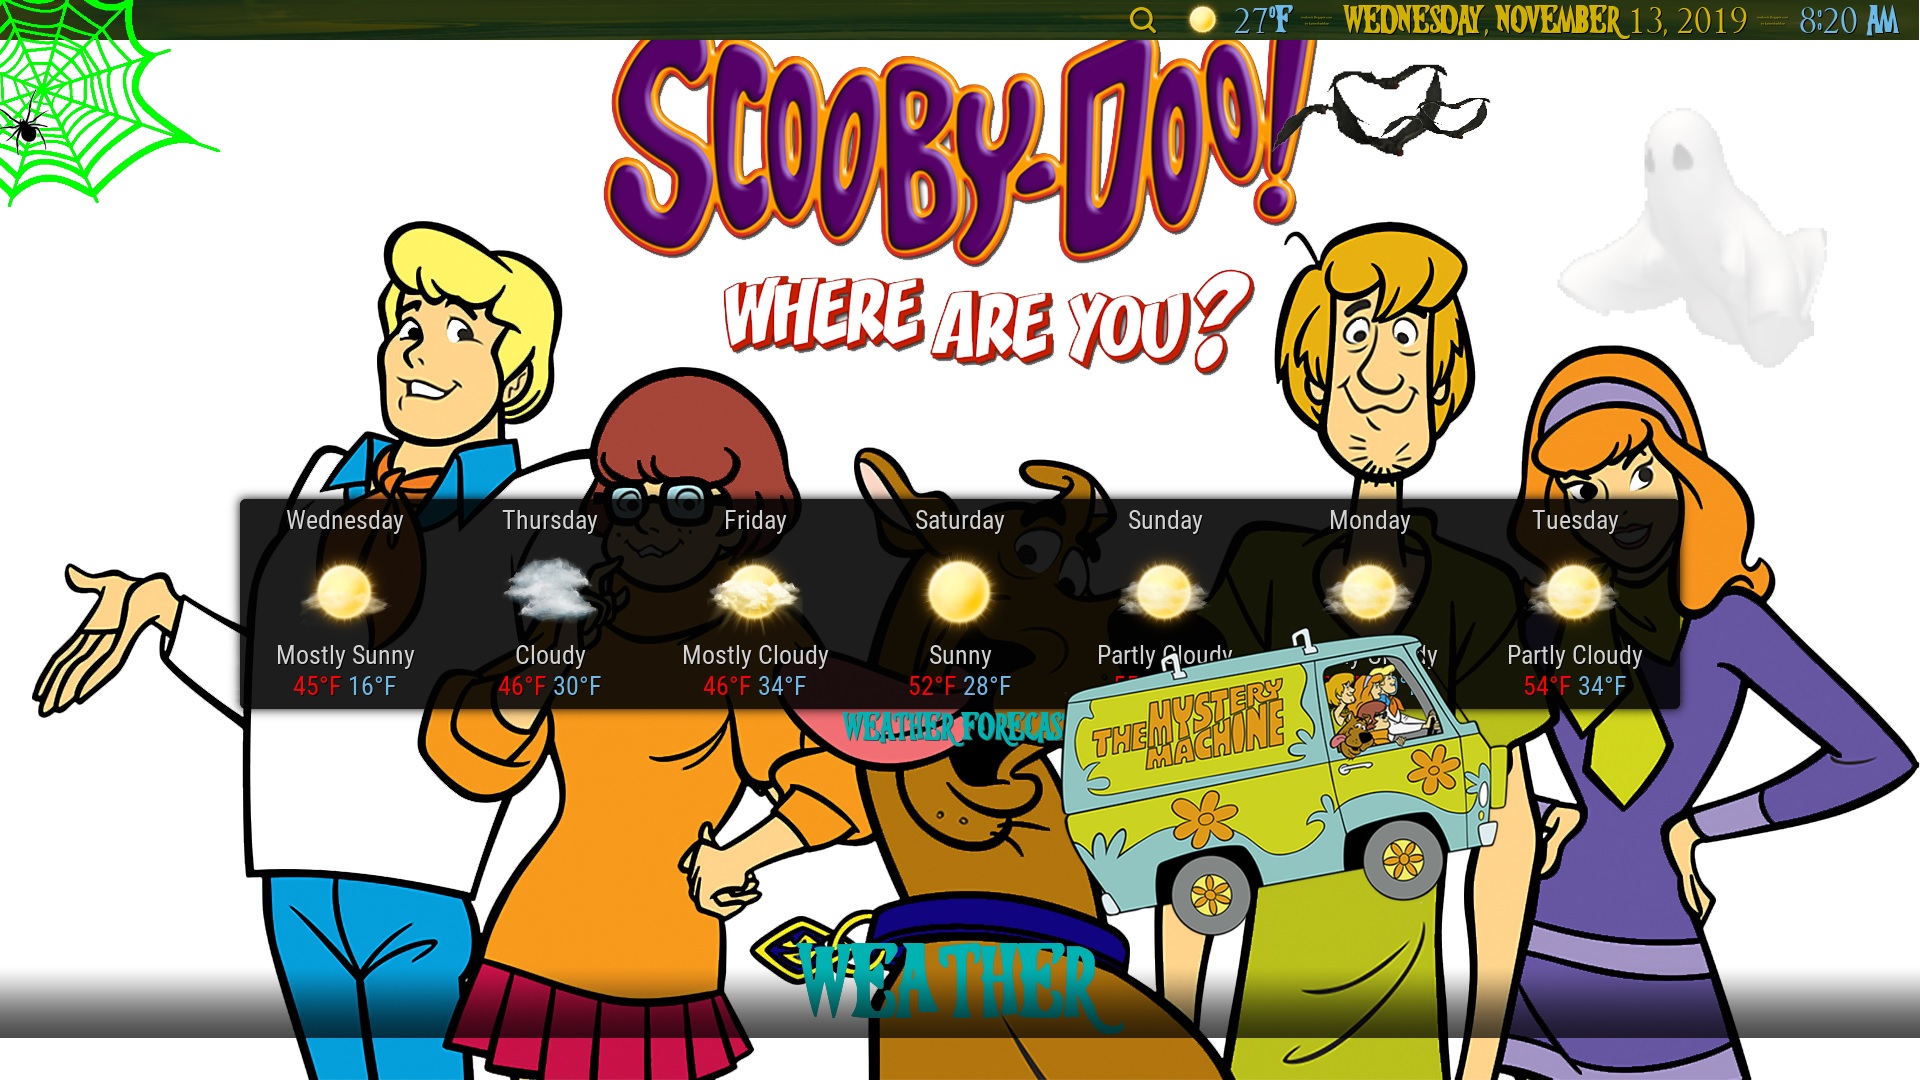 27°F WEDNESDAY, NOVEMBER 13, 2019 8:20 AM
SCOOBY-DOO!
WHERE ARE YOU?
Wednesday Thursday Friday Saturday Sunday Monday Tuesday
Mostly Sunny Cloudy Mostly Cloudy Sunny Partly Cloudy Partly Cloudy
45°F 16°F 46°F 30°F 46°F 34°F 52°F 28°F 54°F 34°F
WEATHER FORECAS
THE MYSTERY MACHINE
WEATHER